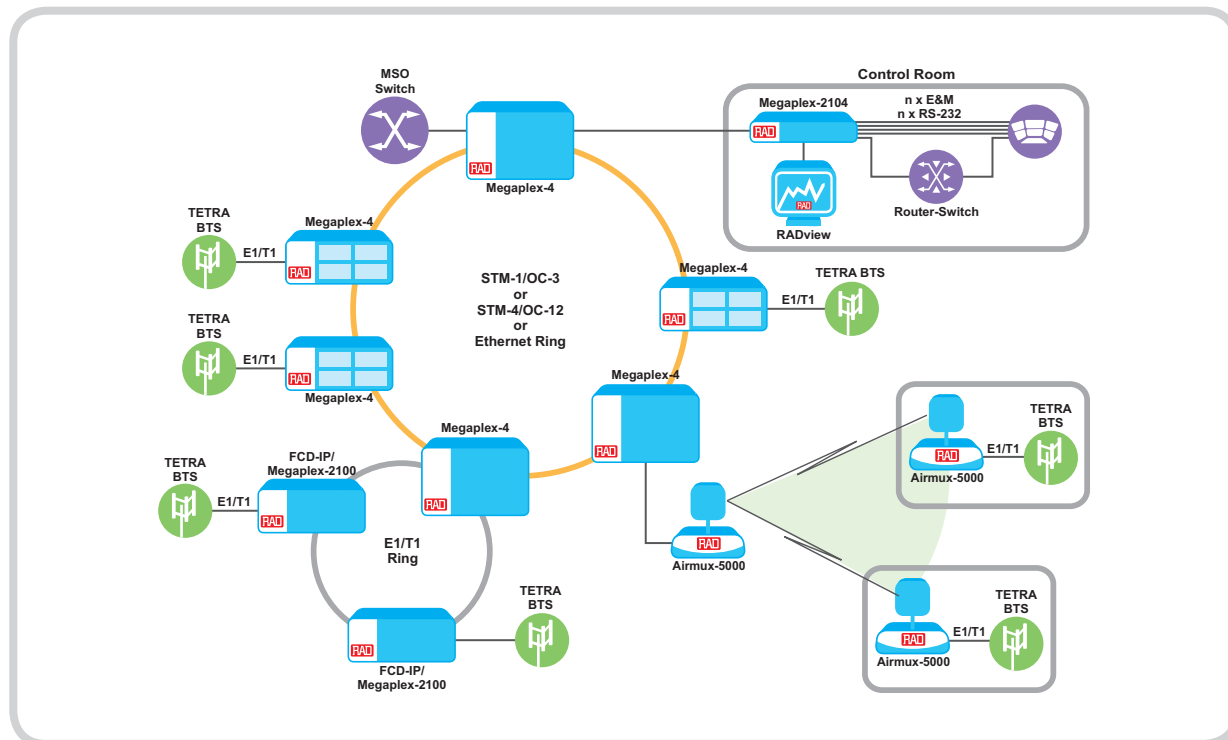 MSO
Switch
RAD
Megaplex-4
Control Room
Megaplex-2104
n x E&M
n x RS-232
RAD
RAD
RADview
Router-Switch
TETRA
BTS
E1/T1
Megaplex-4
RAD
TETRA
BTS
E1/T1
RAD
Megaplex-4
STM-1/OC-3
or
STM-4/OC-12
or
Ethernet Ring
Megaplex-4
RAD
E1/T1
TETRA BTS
Megaplex-4
RAD
Megaplex-4
RAD
FCD-IP/
Megaplex-2100
RAD
TETRA
BTS
E1/T1
E1/T1
Ring
RAD
FCD-IP/
Megaplex-2100
TETRA
BTS
RAD
Airmux-5000
RAD
Airmux-5000
E1/T1
TETRA
BTS
RAD
Airmux-5000
E1/T1
TETRA
BTS